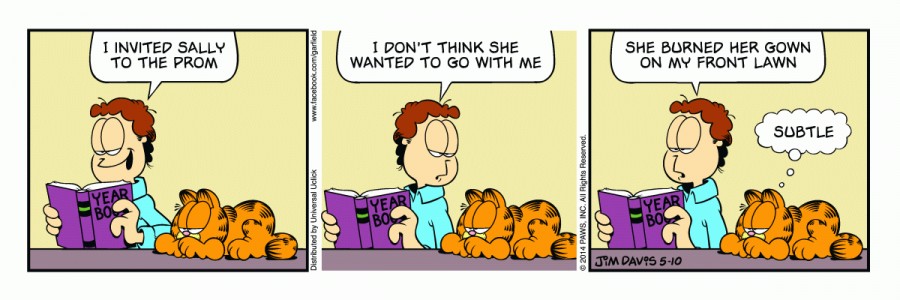 I INVITED SALLY
TO THE PROM
YEAR
BOOK
www.facebook.com/garfield
Distributed by Universal Uclick
I DON'T THINK SHE
WANTED TO GO WITH ME
YEAR
BOO
© 2014 PAWS, INC. All Rights Reserved.
SHE BURNED HER GOWN
ON MY FRONT LAWN
SUBTLE
YEAR
BOO
JIM DAVIS 5-10